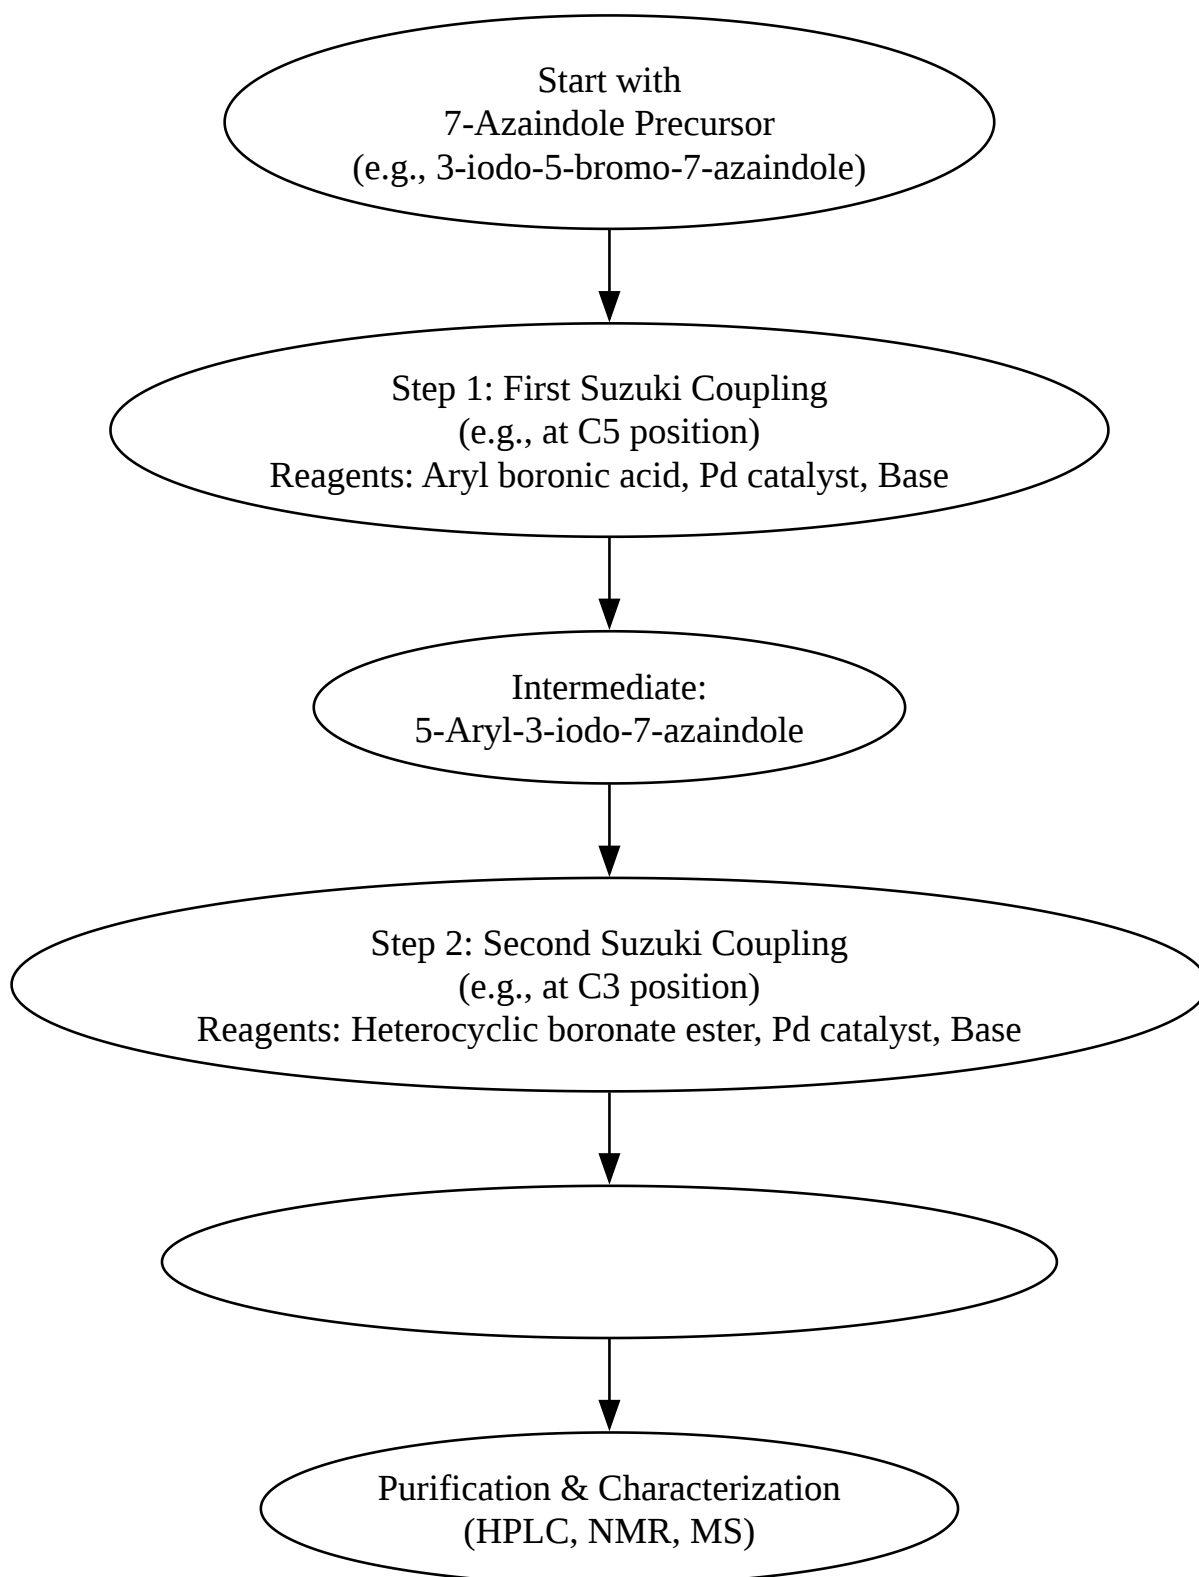 Start with
7-Azaindole Precursor
(e.g., 3-iodo-5-bromo-7-azaindole)
Step 1: First Suzuki Coupling
(e.g., at C5 position)
Reagents: Aryl boronic acid, Pd catalyst, Base
Intermediate:
5-Aryl-3-iodo-7-azaindole
Step 2: Second Suzuki Coupling
(e.g., at C3 position)
Reagents: Heterocyclic boronate ester, Pd catalyst, Base
Purification & Characterization
(HPLC, NMR, MS)